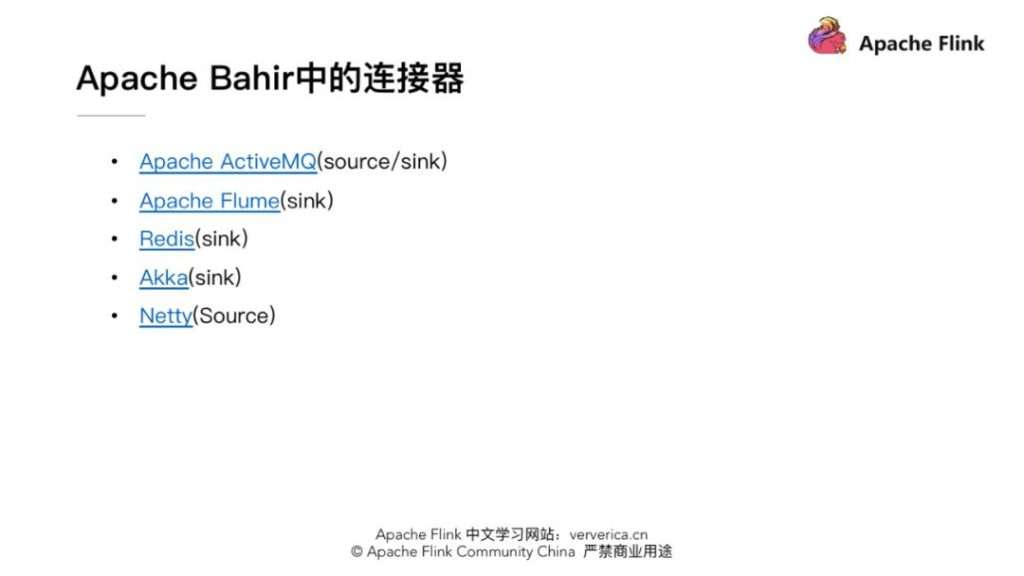 Apache Flink
Apache Bahir中的连接器
• Apache ActiveMQ(source/sink)
• Apache Flume(sink)
• Redis(sink)
• Akka(sink)
• Netty(Source)
Apache Flink 中文学习网站：ververica.cn
© Apache Flink Community China 严禁商业用途